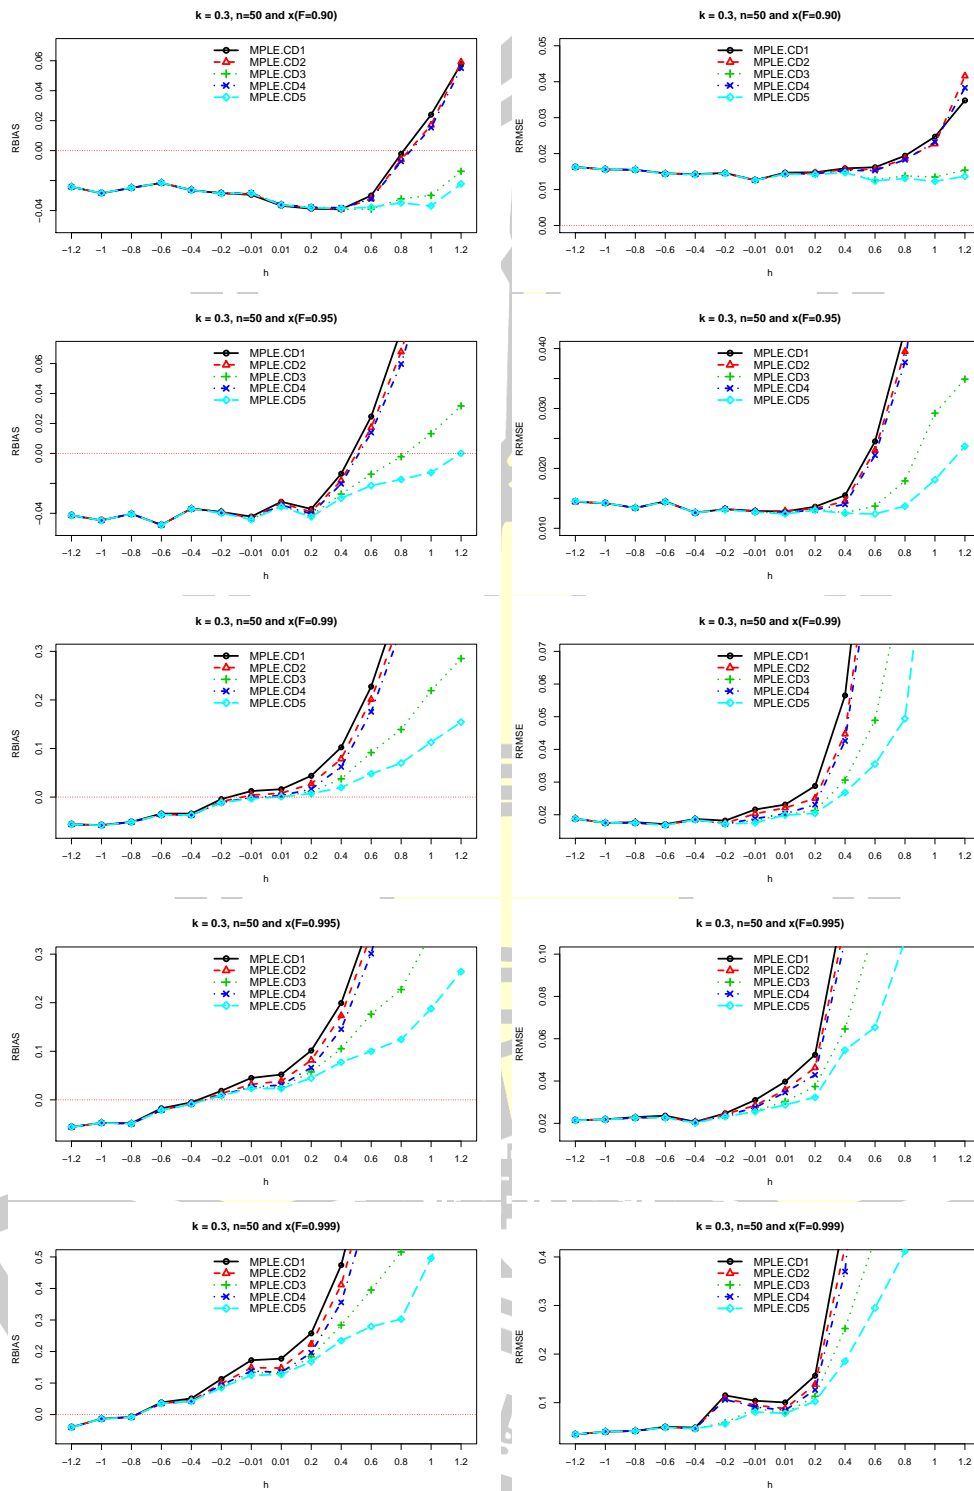 k = 0.3, n=50 and x(F=0.90)
RBIAS
0.06
0.04
0.00
−0.04
MPLE.CD1
MPLE.CD2
MPLE.CD3
MPLE.CD4
MPLE.CD5
−1.2 −1 −0.8 −0.6 −0.4 −0.2 −0.01 0.01 0.2 0.4 0.6 0.8 1 1.2
h
k = 0.3, n=50 and x(F=0.90)
RRMSE
0.05
0.04
0.03
0.02
0.01
0.00
MPLE.CD1
MPLE.CD2
MPLE.CD3
MPLE.CD4
MPLE.CD5
−1.2 −1 −0.8 −0.6 −0.4 −0.2 −0.01 0.01 0.2 0.4 0.6 0.8 1 1.2
h
k = 0.3, n=50 and x(F=0.95)
RBIAS
0.06
0.04
0.02
0.00
−0.04
MPLE.CD1
MPLE.CD2
MPLE.CD3
MPLE.CD4
MPLE.CD5
−1.2 −1 −0.8 −0.6 −0.4 −0.2 −0.01 0.01 0.2 0.4 0.6 0.8 1 1.2
h
k = 0.3, n=50 and x(F=0.95)
RRMSE
0.040
0.030
0.020
0.010
MPLE.CD1
MPLE.CD2
MPLE.CD3
MPLE.CD4
MPLE.CD5
−1.2 −1 −0.8 −0.6 −0.4 −0.2 −0.01 0.01 0.2 0.4 0.6 0.8 1 1.2
h
k = 0.3, n=50 and x(F=0.99)
RBIAS
0.3
0.2
0.1
0.0
MPLE.CD1
MPLE.CD2
MPLE.CD3
MPLE.CD4
MPLE.CD5
−1.2 −1 −0.8 −0.6 −0.4 −0.2 −0.01 0.01 0.2 0.4 0.6 0.8 1 1.2
h
k = 0.3, n=50 and x(F=0.99)
RRMSE
0.07
0.06
0.05
0.04
0.03
0.02
MPLE.CD1
MPLE.CD2
MPLE.CD3
MPLE.CD4
MPLE.CD5
−1.2 −1 −0.8 −0.6 −0.4 −0.2 −0.01 0.01 0.2 0.4 0.6 0.8 1 1.2
h
k = 0.3, n=50 and x(F=0.995)
RBIAS
0.3
0.2
0.1
0.0
MPLE.CD1
MPLE.CD2
MPLE.CD3
MPLE.CD4
MPLE.CD5
−1.2 −1 −0.8 −0.6 −0.4 −0.2 −0.01 0.01 0.2 0.4 0.6 0.8 1 1.2
h
k = 0.3, n=50 and x(F=0.995)
RRMSE
0.10
0.08
0.06
0.04
0.02
MPLE.CD1
MPLE.CD2
MPLE.CD3
MPLE.CD4
MPLE.CD5
−1.2 −1 −0.8 −0.6 −0.4 −0.2 −0.01 0.01 0.2 0.4 0.6 0.8 1 1.2
h
k = 0.3, n=50 and x(F=0.999)
RBIAS
0.5
0.4
0.3
0.2
0.1
0.0
MPLE.CD1
MPLE.CD2
MPLE.CD3
MPLE.CD4
MPLE.CD5
−1.2 −1 −0.8 −0.6 −0.4 −0.2 −0.01 0.01 0.2 0.4 0.6 0.8 1 1.2
h
k = 0.3, n=50 and x(F=0.999)
RRMSE
0.4
0.3
0.2
0.1
MPLE.CD1
MPLE.CD2
MPLE.CD3
MPLE.CD4
MPLE.CD5
−1.2 −1 −0.8 −0.6 −0.4 −0.2 −0.01 0.01 0.2 0.4 0.6 0.8 1 1.2
h